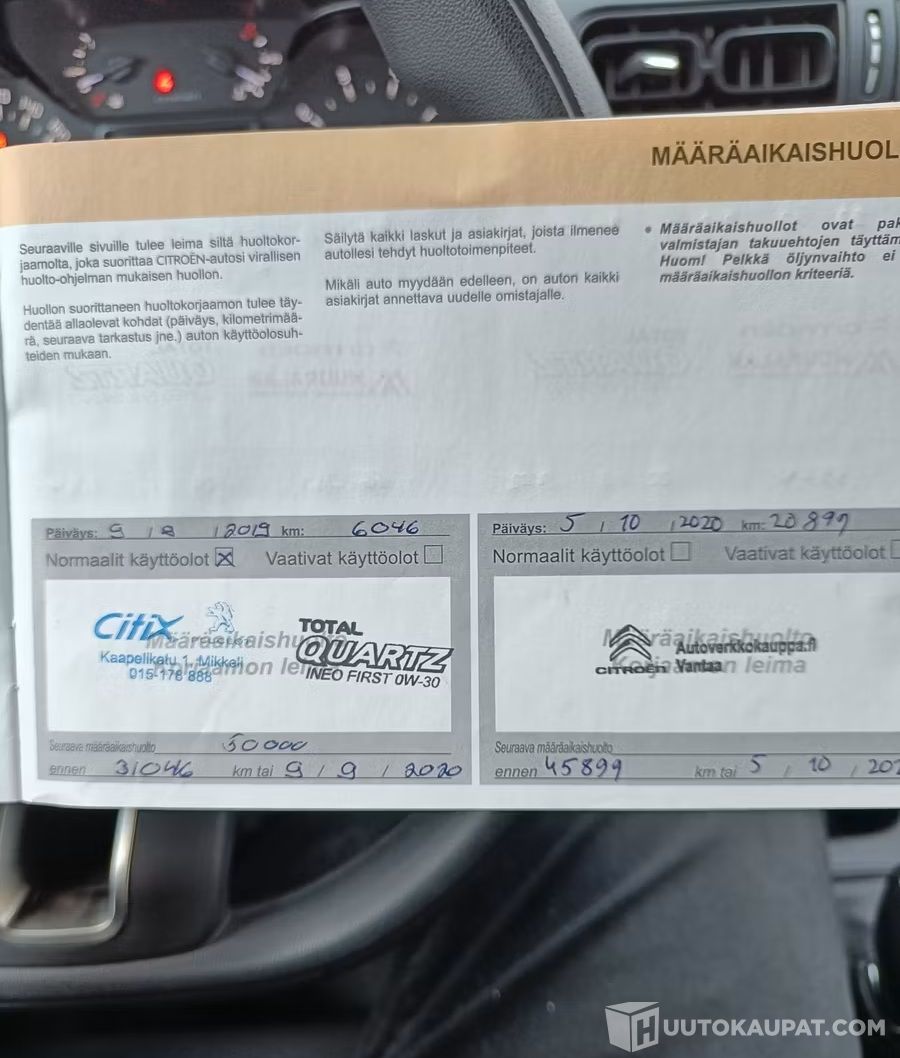 MÄÄRÄAIKAISHUOL
Seuraaville sivuille tulee leima siltä huoltokor-
jaamolta, joka suorittaa CITROËN-autosi virallisen
huolto-ohjelman mukaisen huollon.
Huollon suorittaneen huoltokorjaamon tulee täy-
dentää allaolevat kohdat (päiväys, kilometrimää-
rä, seuraava tarkastus jne.) auton käyttöolosuh-
teiden mukaan.
Säilytä kaikki laskut ja asiakirjat, joista ilmenee
autollesi tehdyt huoltotoimenpiteet.
Mikäli auto myydään edelleen, on auton kaikki
asiakirjat annettava uudelle omistajalle.
• Määräaikaishuollot ovat pak
valmistajan takuuehtojen täyttäm
Huom! Pelkkä öljynvaihto ei
määräaikaishuollon kriteeriä.
Päiväys: 9 / 8 / 2019 km: 6046
Normaalit käyttöolot Vaativat käyttöolot
Citix
Kaapelikatu 1, Mikkeli
015-176 888
TOTAL
QUARTZ
INEO FIRST 0W-30
Määräaikaishuolto
korjaamon leima
Seuraava määräaikaishuolto 50000
ennen 31046 km tai 9 / 9 / 2020
Päiväys: 5 / 10 / 2020 km: 20899
Normaalit käyttöolot Vaativat käyttöolot
Määräaikaishuolto
Korjaamon leima
CITROËN
Autoverkkokauppa.fi
Vantaa
Seuraava määräaikaishuolto
ennen 45899 km tai 5 / 10 / 202
HUUTOKAUPAT.COM